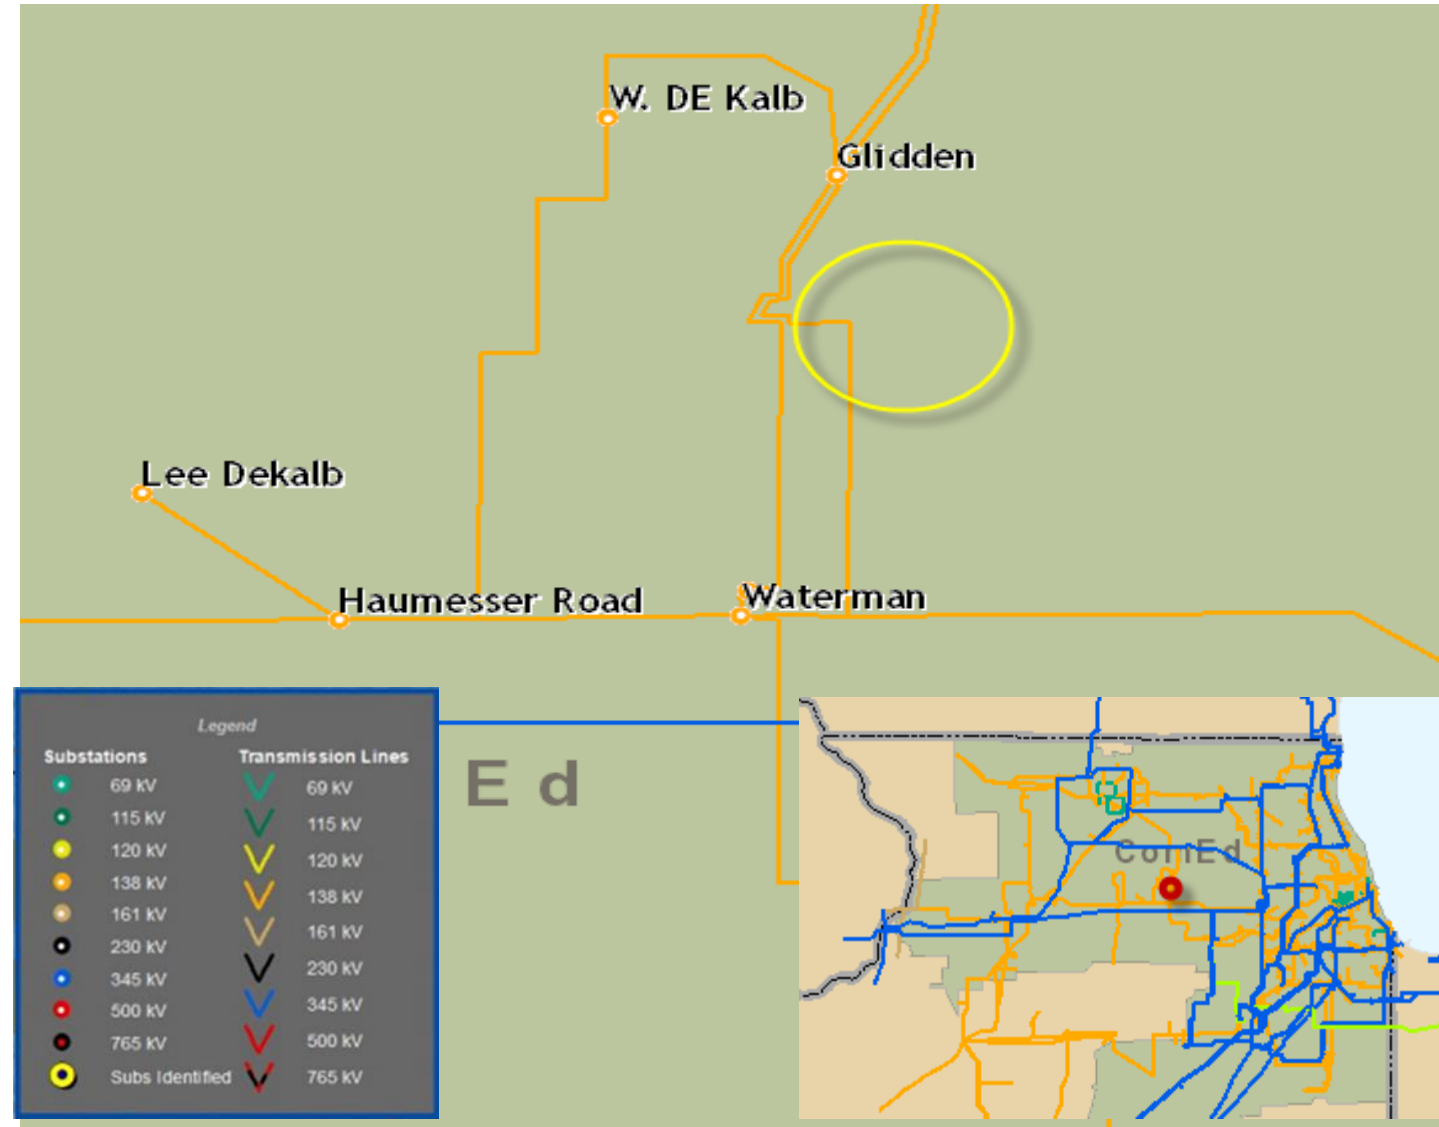 W. DE Kalb
Glidden
Lee Dekalb
Haumesser Road
Waterman
E d
Legend
Substations Transmission Lines
69 kV 69 kV
115 kV 115 kV
120 kV 120 kV
138 kV 138 kV
161 kV 161 kV
230 kV 230 kV
345 kV 345 kV
500 kV 500 kV
765 kV 765 kV
Subs Identified
ComEd